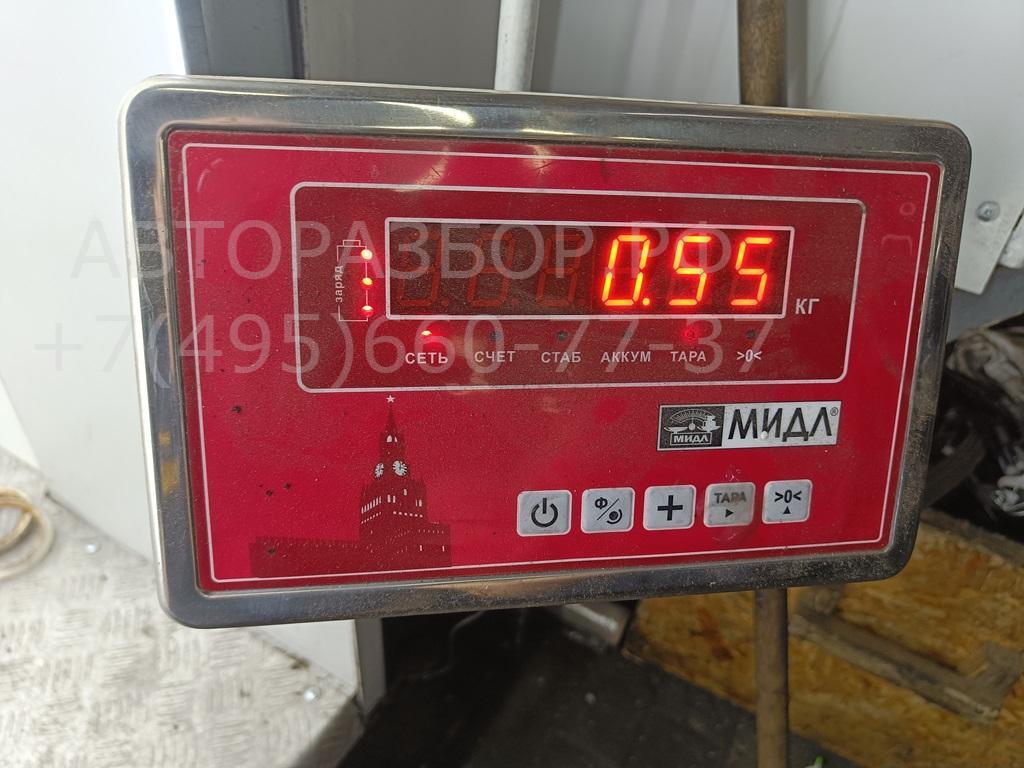 АВТОРАЗБОР.РФ
+7(495)660-77-37
заряд
0.55
КГ
СЕТЬ СЧЕТ СТАБ АККУМ ТАРА >0<
МИДЛ МИДЛ®
Ф
+
ТАРА
>0<